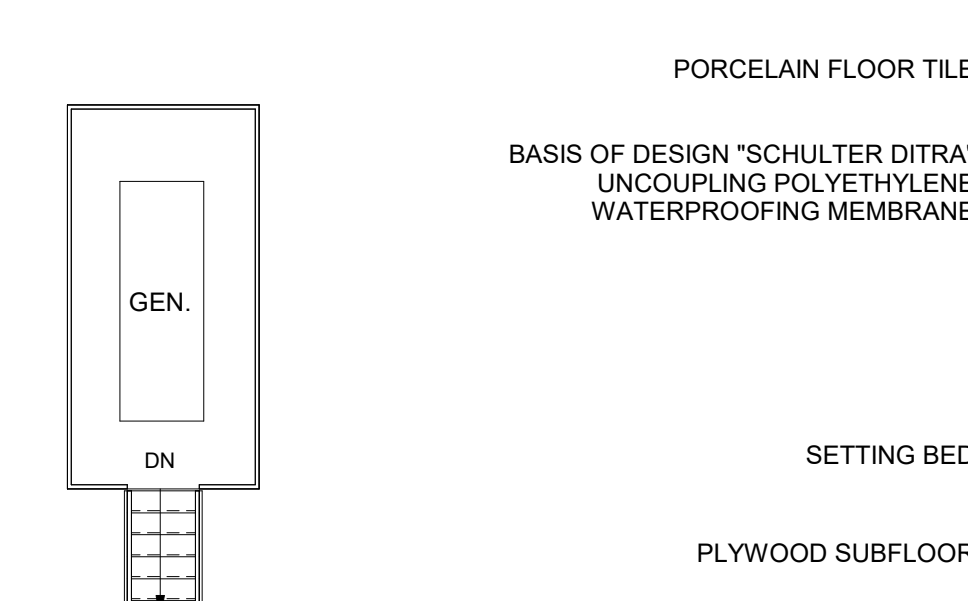 PORCELAIN FLOOR TILE
BASIS OF DESIGN "SCHULTER DITRA"
UNCOUPLING POLYETHYLENE
WATERPROOFING MEMBRANE
GEN.
DN
SETTING BED
PLYWOOD SUBFLOOR